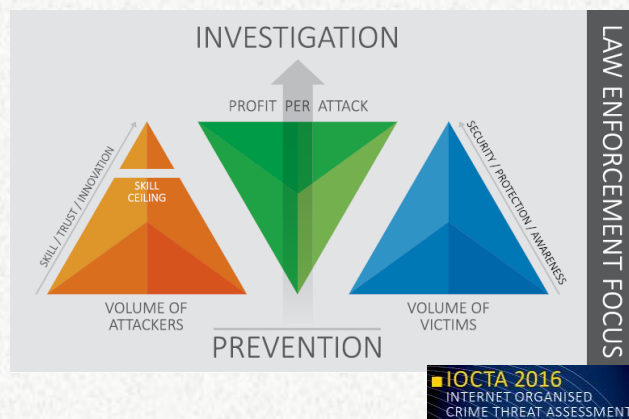 INVESTIGATION
PROFIT PER ATTACK
SKILL / TRUST / INNOVATION
SKILL
CEILING
VOLUME OF
ATTACKERS
SECURITY / PROTECTION / AWARENESS
VOLUME OF
VICTIMS
PREVENTION
LAW ENFORCEMENT FOCUS
IOCTA 2016
INTERNET ORGANISED
CRIME THREAT ASSESSMENT